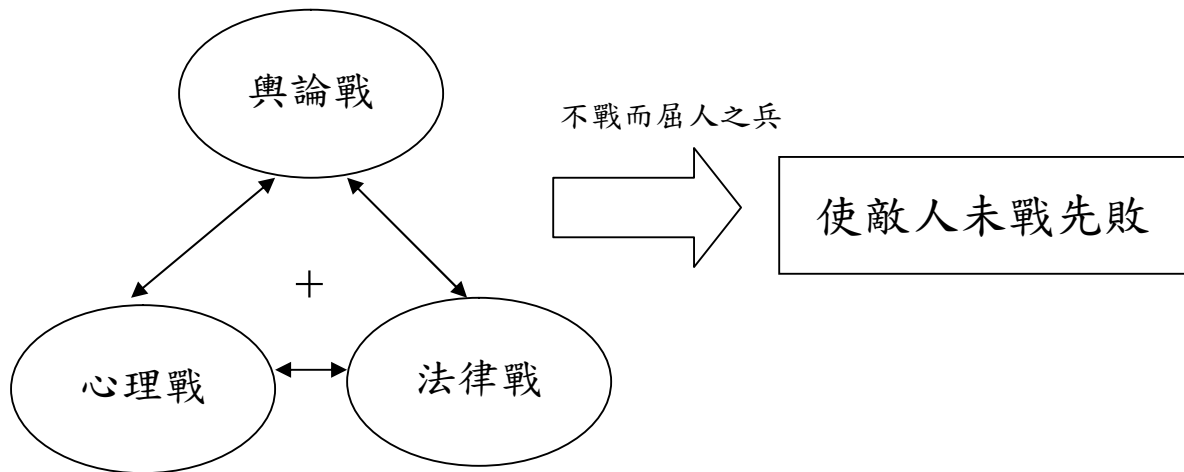 輿論戰
不戰而屈人之兵
使敵人未戰先敗
+
心理戰
法律戰